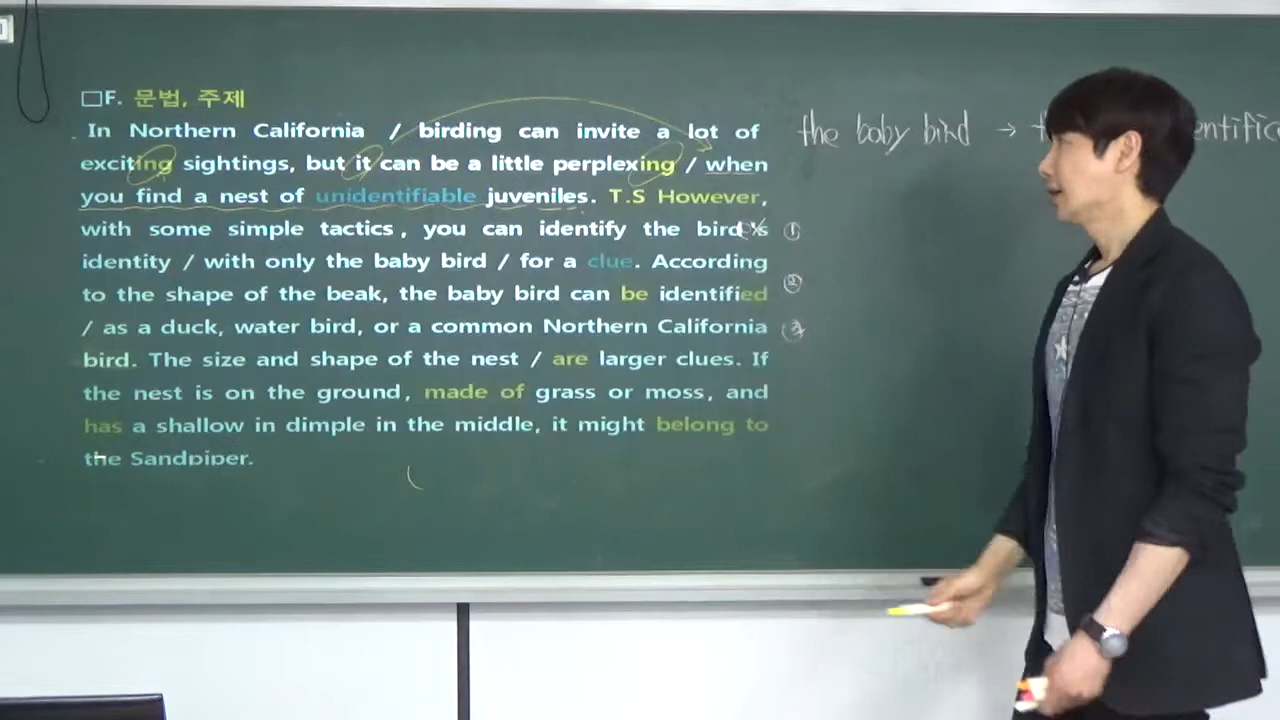 □F. 문법, 주제
In Northern California / birding can invite a lot of
exciting sightings, but it can be a little perplexing / when
you find a nest of unidentifiable juveniles. T.S However,
with some simple tactics, you can identify the bird's
identity / with only the baby bird / for a clue. According
to the shape of the beak, the baby bird can be identified
/ as a duck, water bird, or a common Northern California
bird. The size and shape of the nest / are larger clues. If
the nest is on the ground, made of grass or moss, and
has a shallow in dimple in the middle, it might belong to
the Sandpiper.
the baby bird →
①
②
③